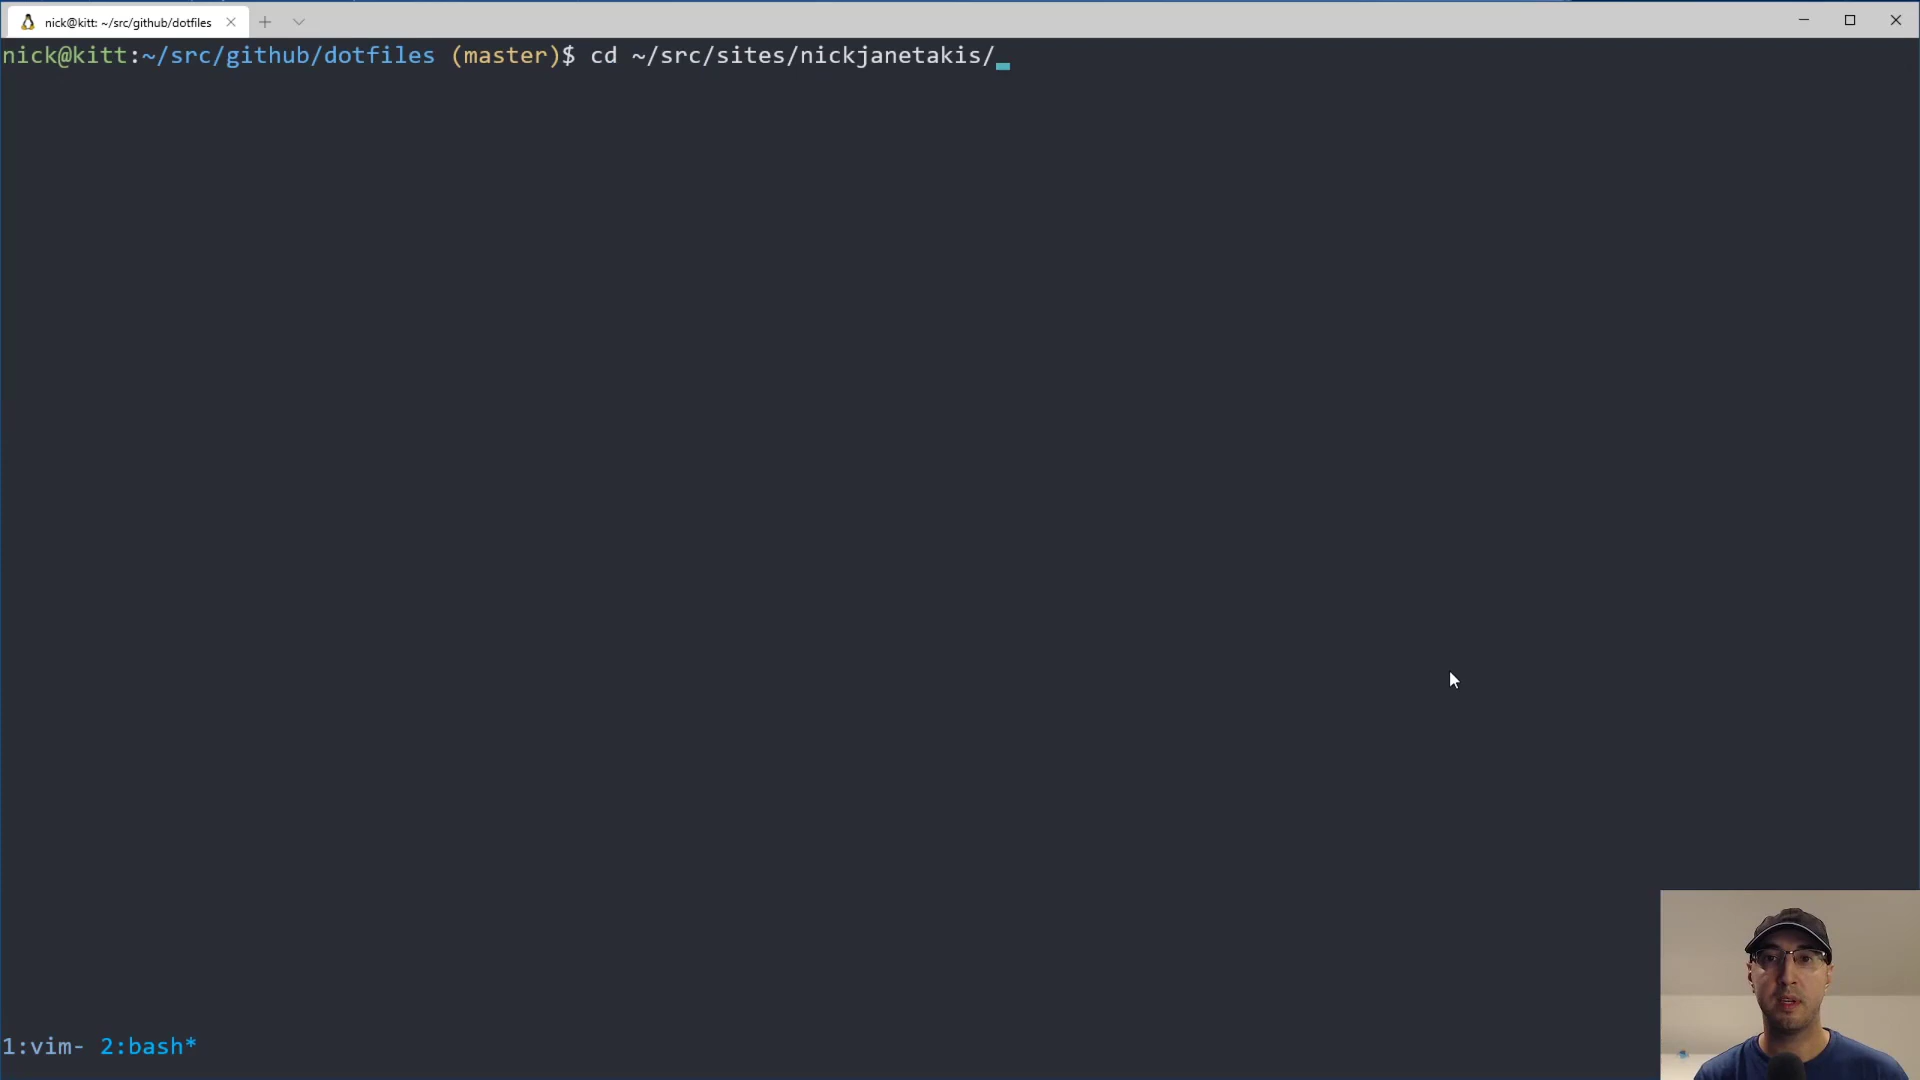 nick@kitt: ~/src/github/dotfiles
nick@kitt:~/src/github/dotfiles (master)$ cd ~/src/sites/nickjanetakis/
1:vim- 2:bash*